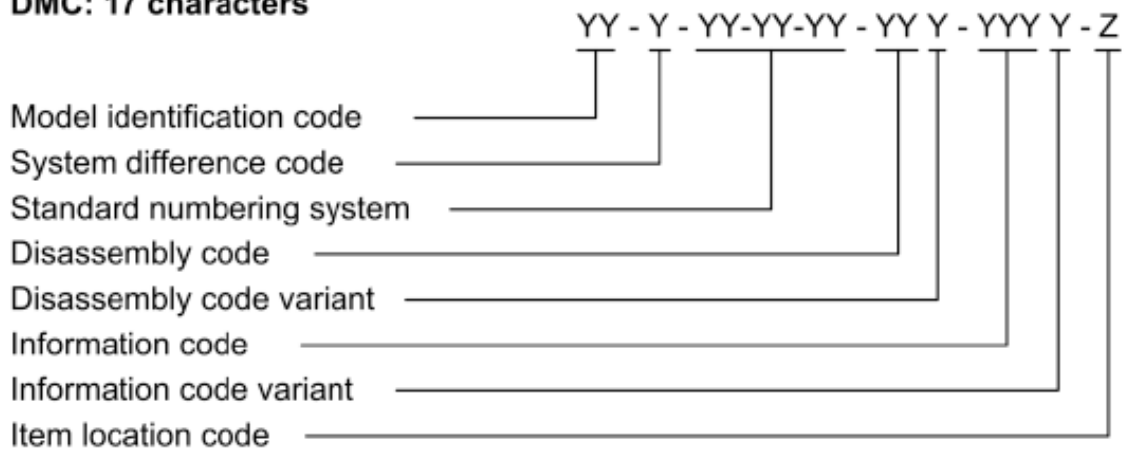 DMC: 17 characters
YY - Y - YY-YY-YY - YY Y - YYY Y - Z
Model identification code
System difference code
Standard numbering system
Disassembly code
Disassembly code variant
Information code
Information code variant
Item location code